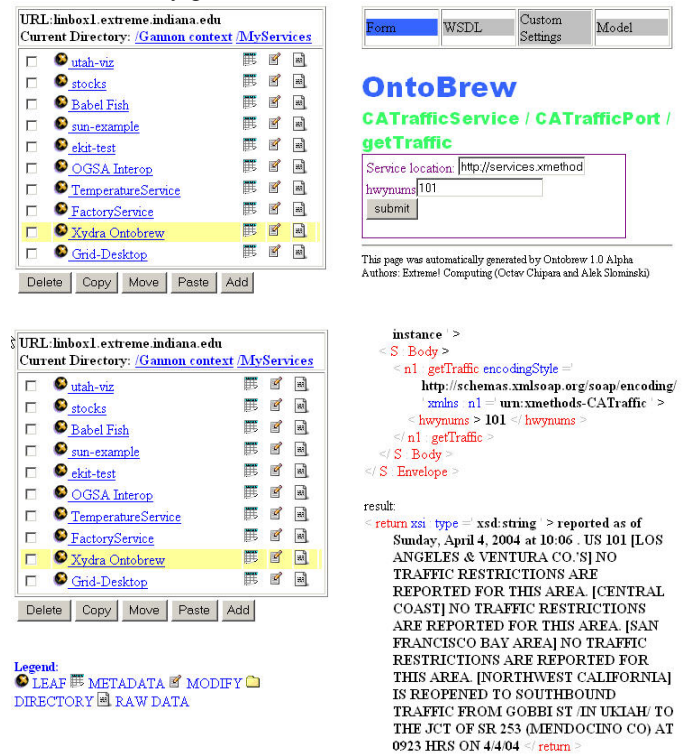 URL:linbox1.extreme.indiana.edu
Current Directory: /Gannon context /MyServices
utah-viz
stocks
Babel Fish
sun-example
ekit-test
OGSA Interop
TemperatureService
FactoryService
Xydra Ontobrew
Grid-Desktop
Delete Copy Move Paste Add
Form WSDL Custom Settings Model
OntoBrew
CATrafficService / CATrafficPort /
getTraffic
Service location: http://services.xmethod
hwynums 101
submit
This page was automatically generated by Ontobrew 1.0 Alpha
Authors: Extreme! Computing (Octav Chipara and Alek Slominski)
URL:linbox1.extreme.indiana.edu
Current Directory: /Gannon context /MyServices
utah-viz
stocks
Babel Fish
sun-example
ekit-test
OGSA Interop
TemperatureService
FactoryService
Xydra Ontobrew
Grid-Desktop
Delete Copy Move Paste Add
Legend:
LEAF METADATA MODIFY
DIRECTORY RAW DATA
instance ' >
< S : Body >
< n1 : getTraffic encodingStyle ='
http://schemas.xmlsoap.org/soap/encoding/
' xmlns : n1 =' urn:xmethods-CATraffic ' >
< hwynums > 101 </ hwynums >
</ n1 : getTraffic >
</ S : Body >
</ S : Envelope >
result:
< return xsi : type =' xsd:string ' > reported as of
Sunday, April 4, 2004 at 10:06 . US 101 [LOS
ANGELES & VENTURA CO.'S] NO
TRAFFIC RESTRICTIONS ARE
REPORTED FOR THIS AREA. [CENTRAL
COAST] NO TRAFFIC RESTRICTIONS
ARE REPORTED FOR THIS AREA. [SAN
FRANCISCO BAY AREA] NO TRAFFIC
RESTRICTIONS ARE REPORTED FOR
THIS AREA. [NORTHWEST CALIFORNIA]
IS REOPENED TO SOUTHBOUND
TRAFFIC FROM GOBBI ST /IN UKIAH/ TO
THE JCT OF SR 253 (MENDOCINO CO) AT
0923 HRS ON 4/4/04 </ return >